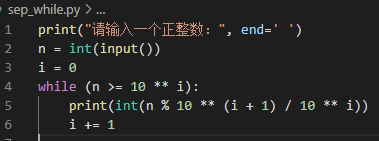 sep_while.py > ...
1 print("请输入一个正整数：", end=' ')
2 n = int(input())
3 i = 0
4 while (n >= 10 ** i):
5 print(int(n % 10 ** (i + 1) / 10 ** i))
6 i += 1